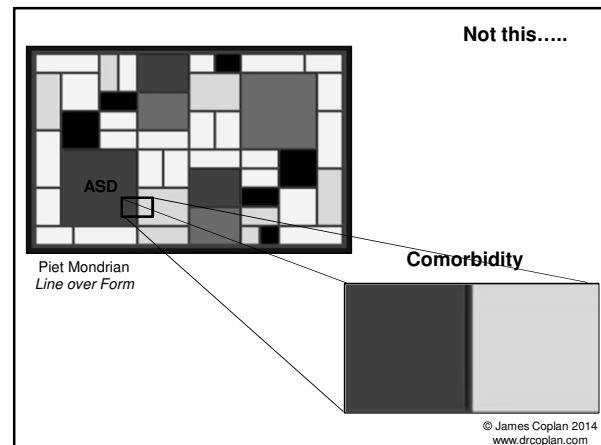 Not this…..
ASD
Piet Mondrian
Line over Form
Comorbidity
© James Coplan 2014
www.drcoplan.com